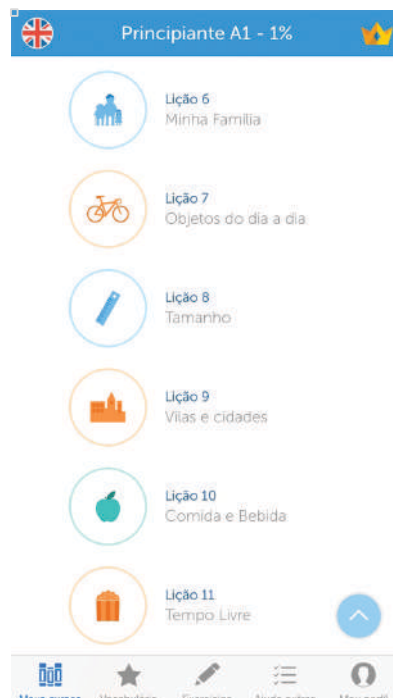 Principiante A1 - 1%
Lição 6
Minha Família
Lição 7
Objetos do dia a dia
Lição 8
Tamanho
Lição 9
Vilas e cidades
Lição 10
Comida e Bebida
Lição 11
Tempo Livre